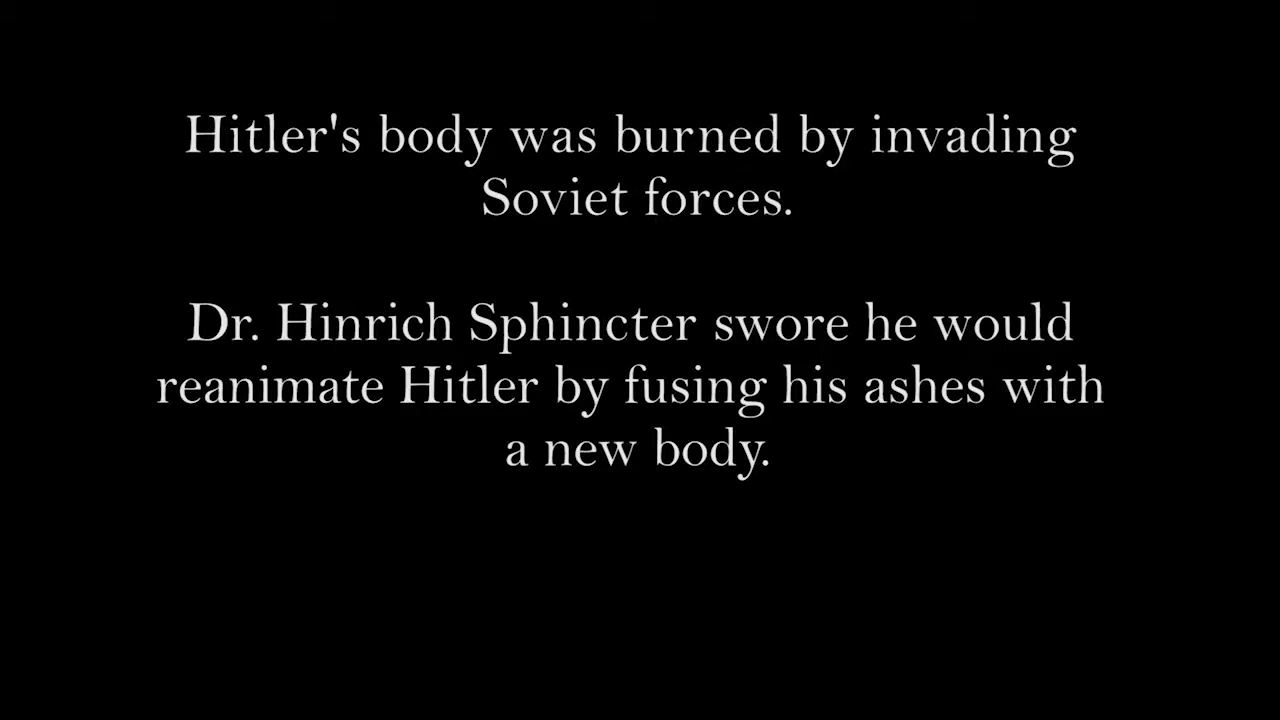 Hitler's body was burned by invading
Soviet forces.
Dr. Hinrich Sphincter swore he would
reanimate Hitler by fusing his ashes with
a new body.